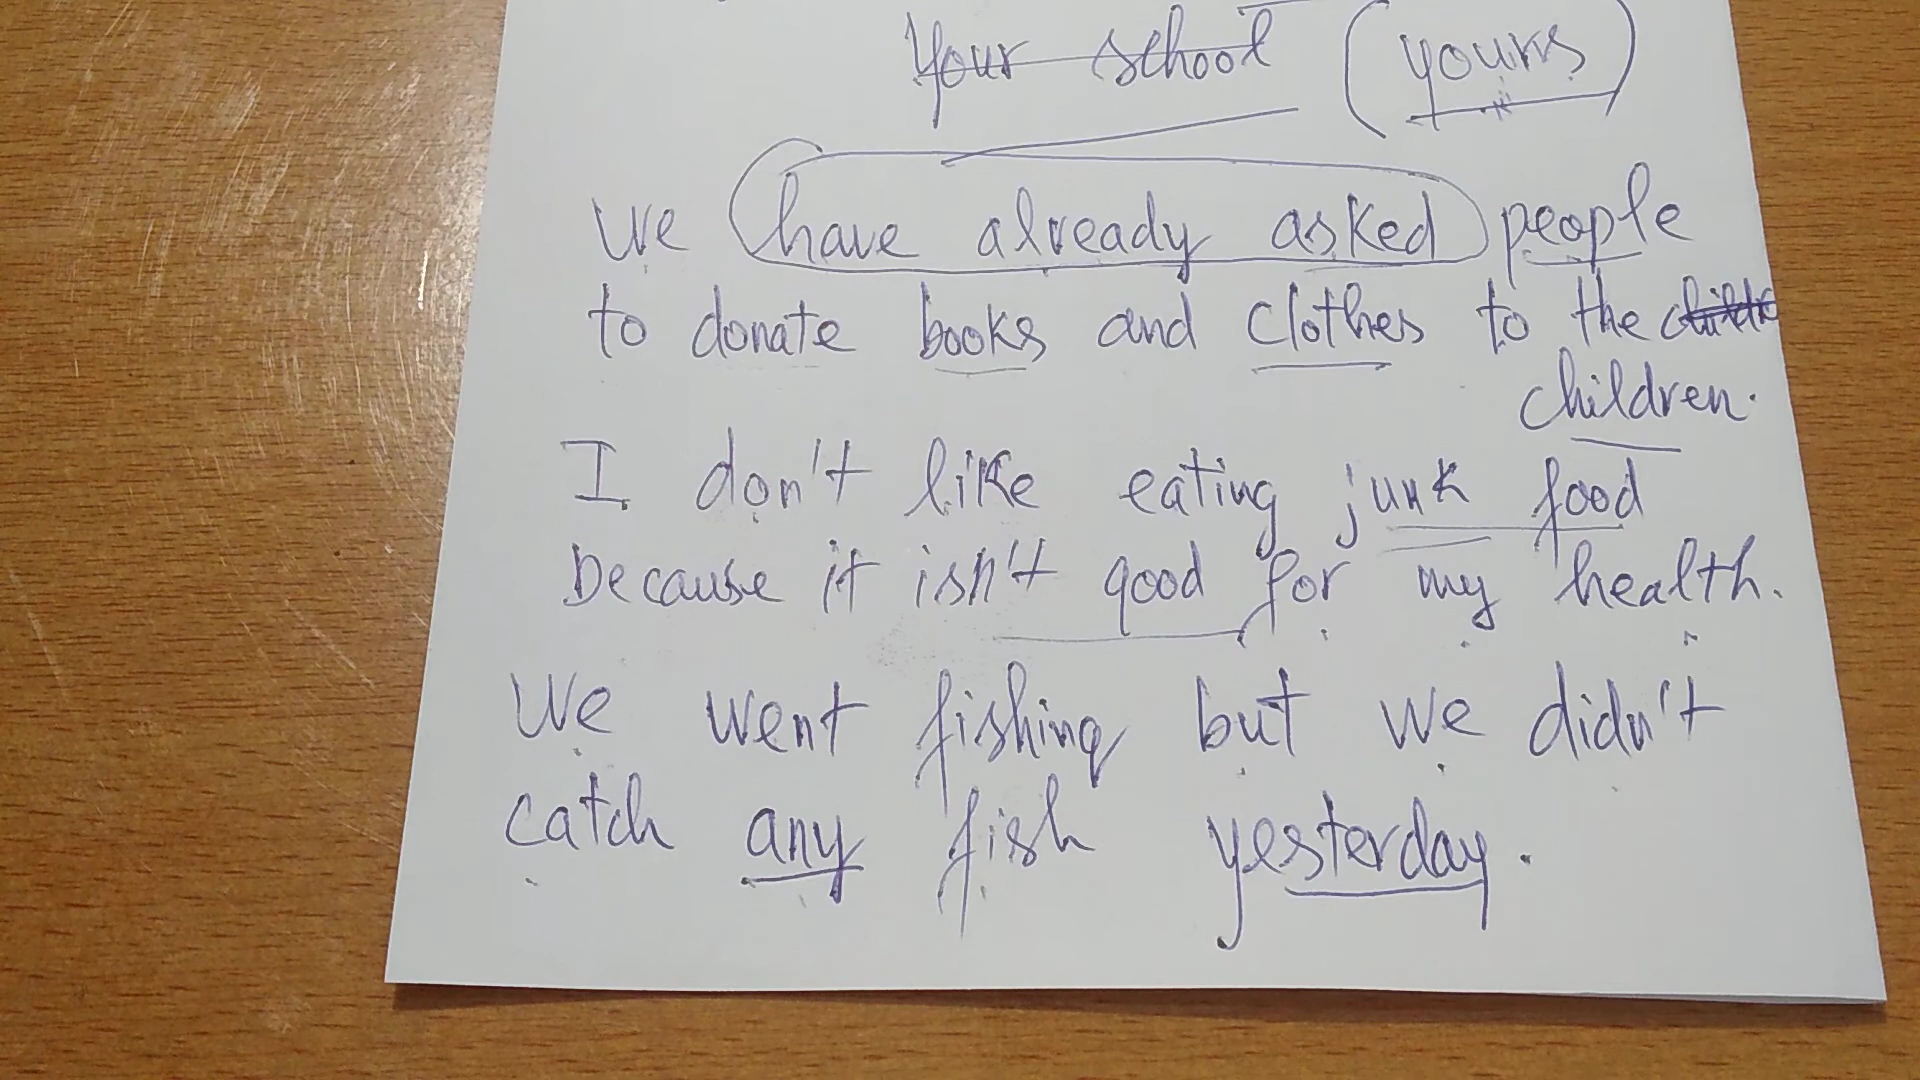 Your school (yours)
We have already asked people
to donate books and clothes to the
children.
I don't like eating junk food
because it isn't good for my health.
We went fishing but we didn't
catch any fish yesterday.